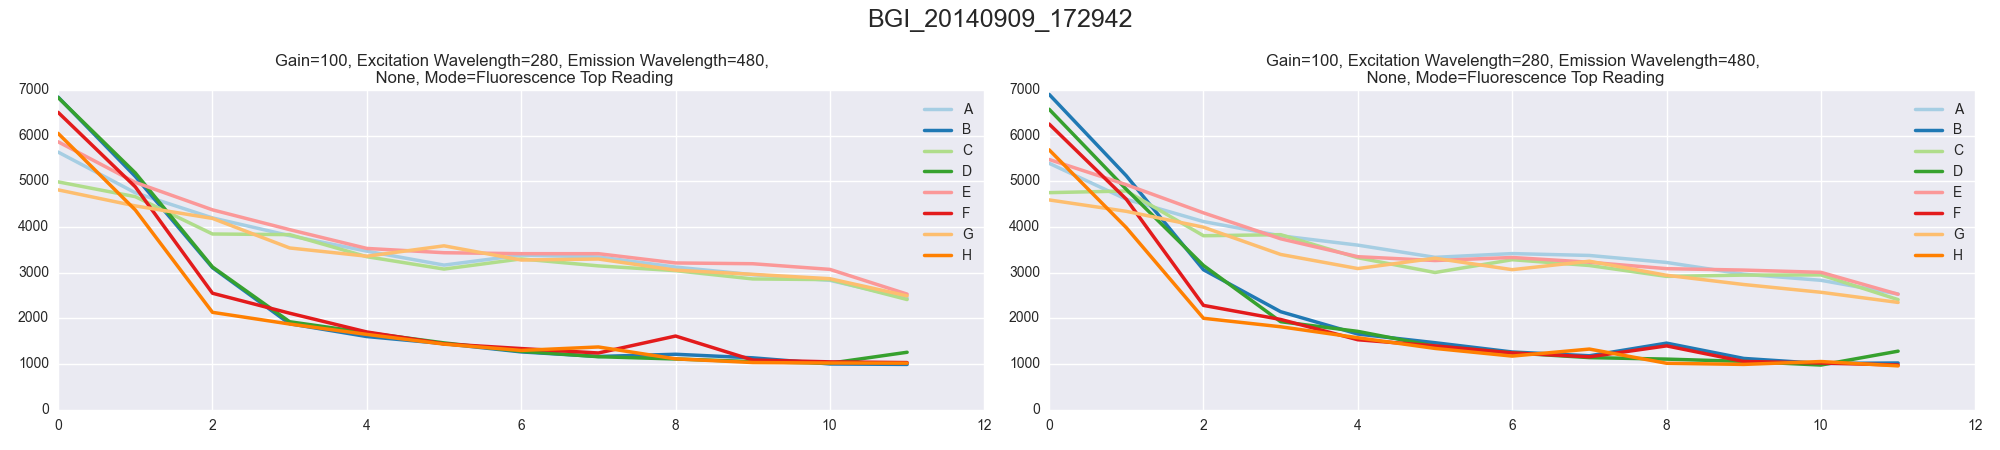 BGI_20140909_172942
Gain=100, Excitation Wavelength=280, Emission Wavelength=480,
None, Mode=Fluorescence Top Reading
7000
6000
5000
4000
3000
2000
1000
0
0 2 4 6 8 10 12
A
B
C
D
E
F
G
H
Gain=100, Excitation Wavelength=280, Emission Wavelength=480,
None, Mode=Fluorescence Top Reading
7000
6000
5000
4000
3000
2000
1000
0
0 2 4 6 8 10 12
A
B
C
D
E
F
G
H